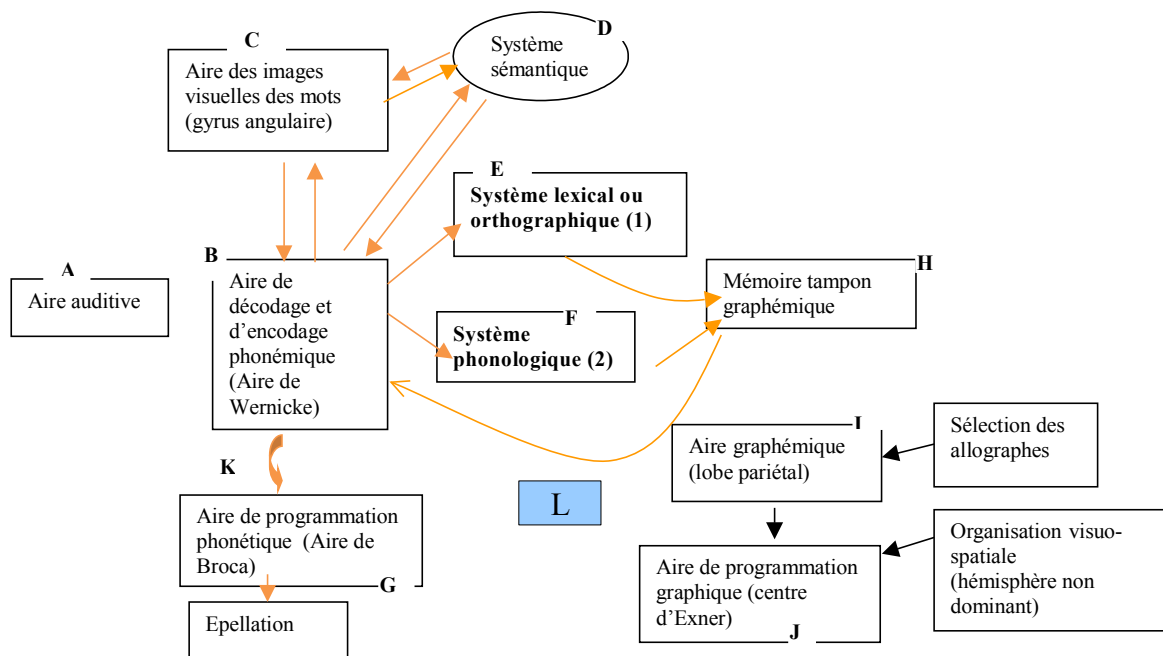 C
Aire des images
visuelles des mots
(gyrus angulaire)
D
Système
sémantique
E
Système lexical ou
orthographique (1)
A
Aire auditive
B
Aire de
décodage et
d’encodage
phonémique
(Aire de
Wernicke)
F
Système
phonologique (2)
H
Mémoire tampon
graphémique
I
Aire graphémique
(lobe pariétal)
Sélection des
allographes
K
L
Aire de programmation
phonétique (Aire de
Broca)
G
Epellation
Aire de programmation
graphique (centre
d’Exner)
J
Organisation visuo-
spatiale
(hémisphère non
dominant)